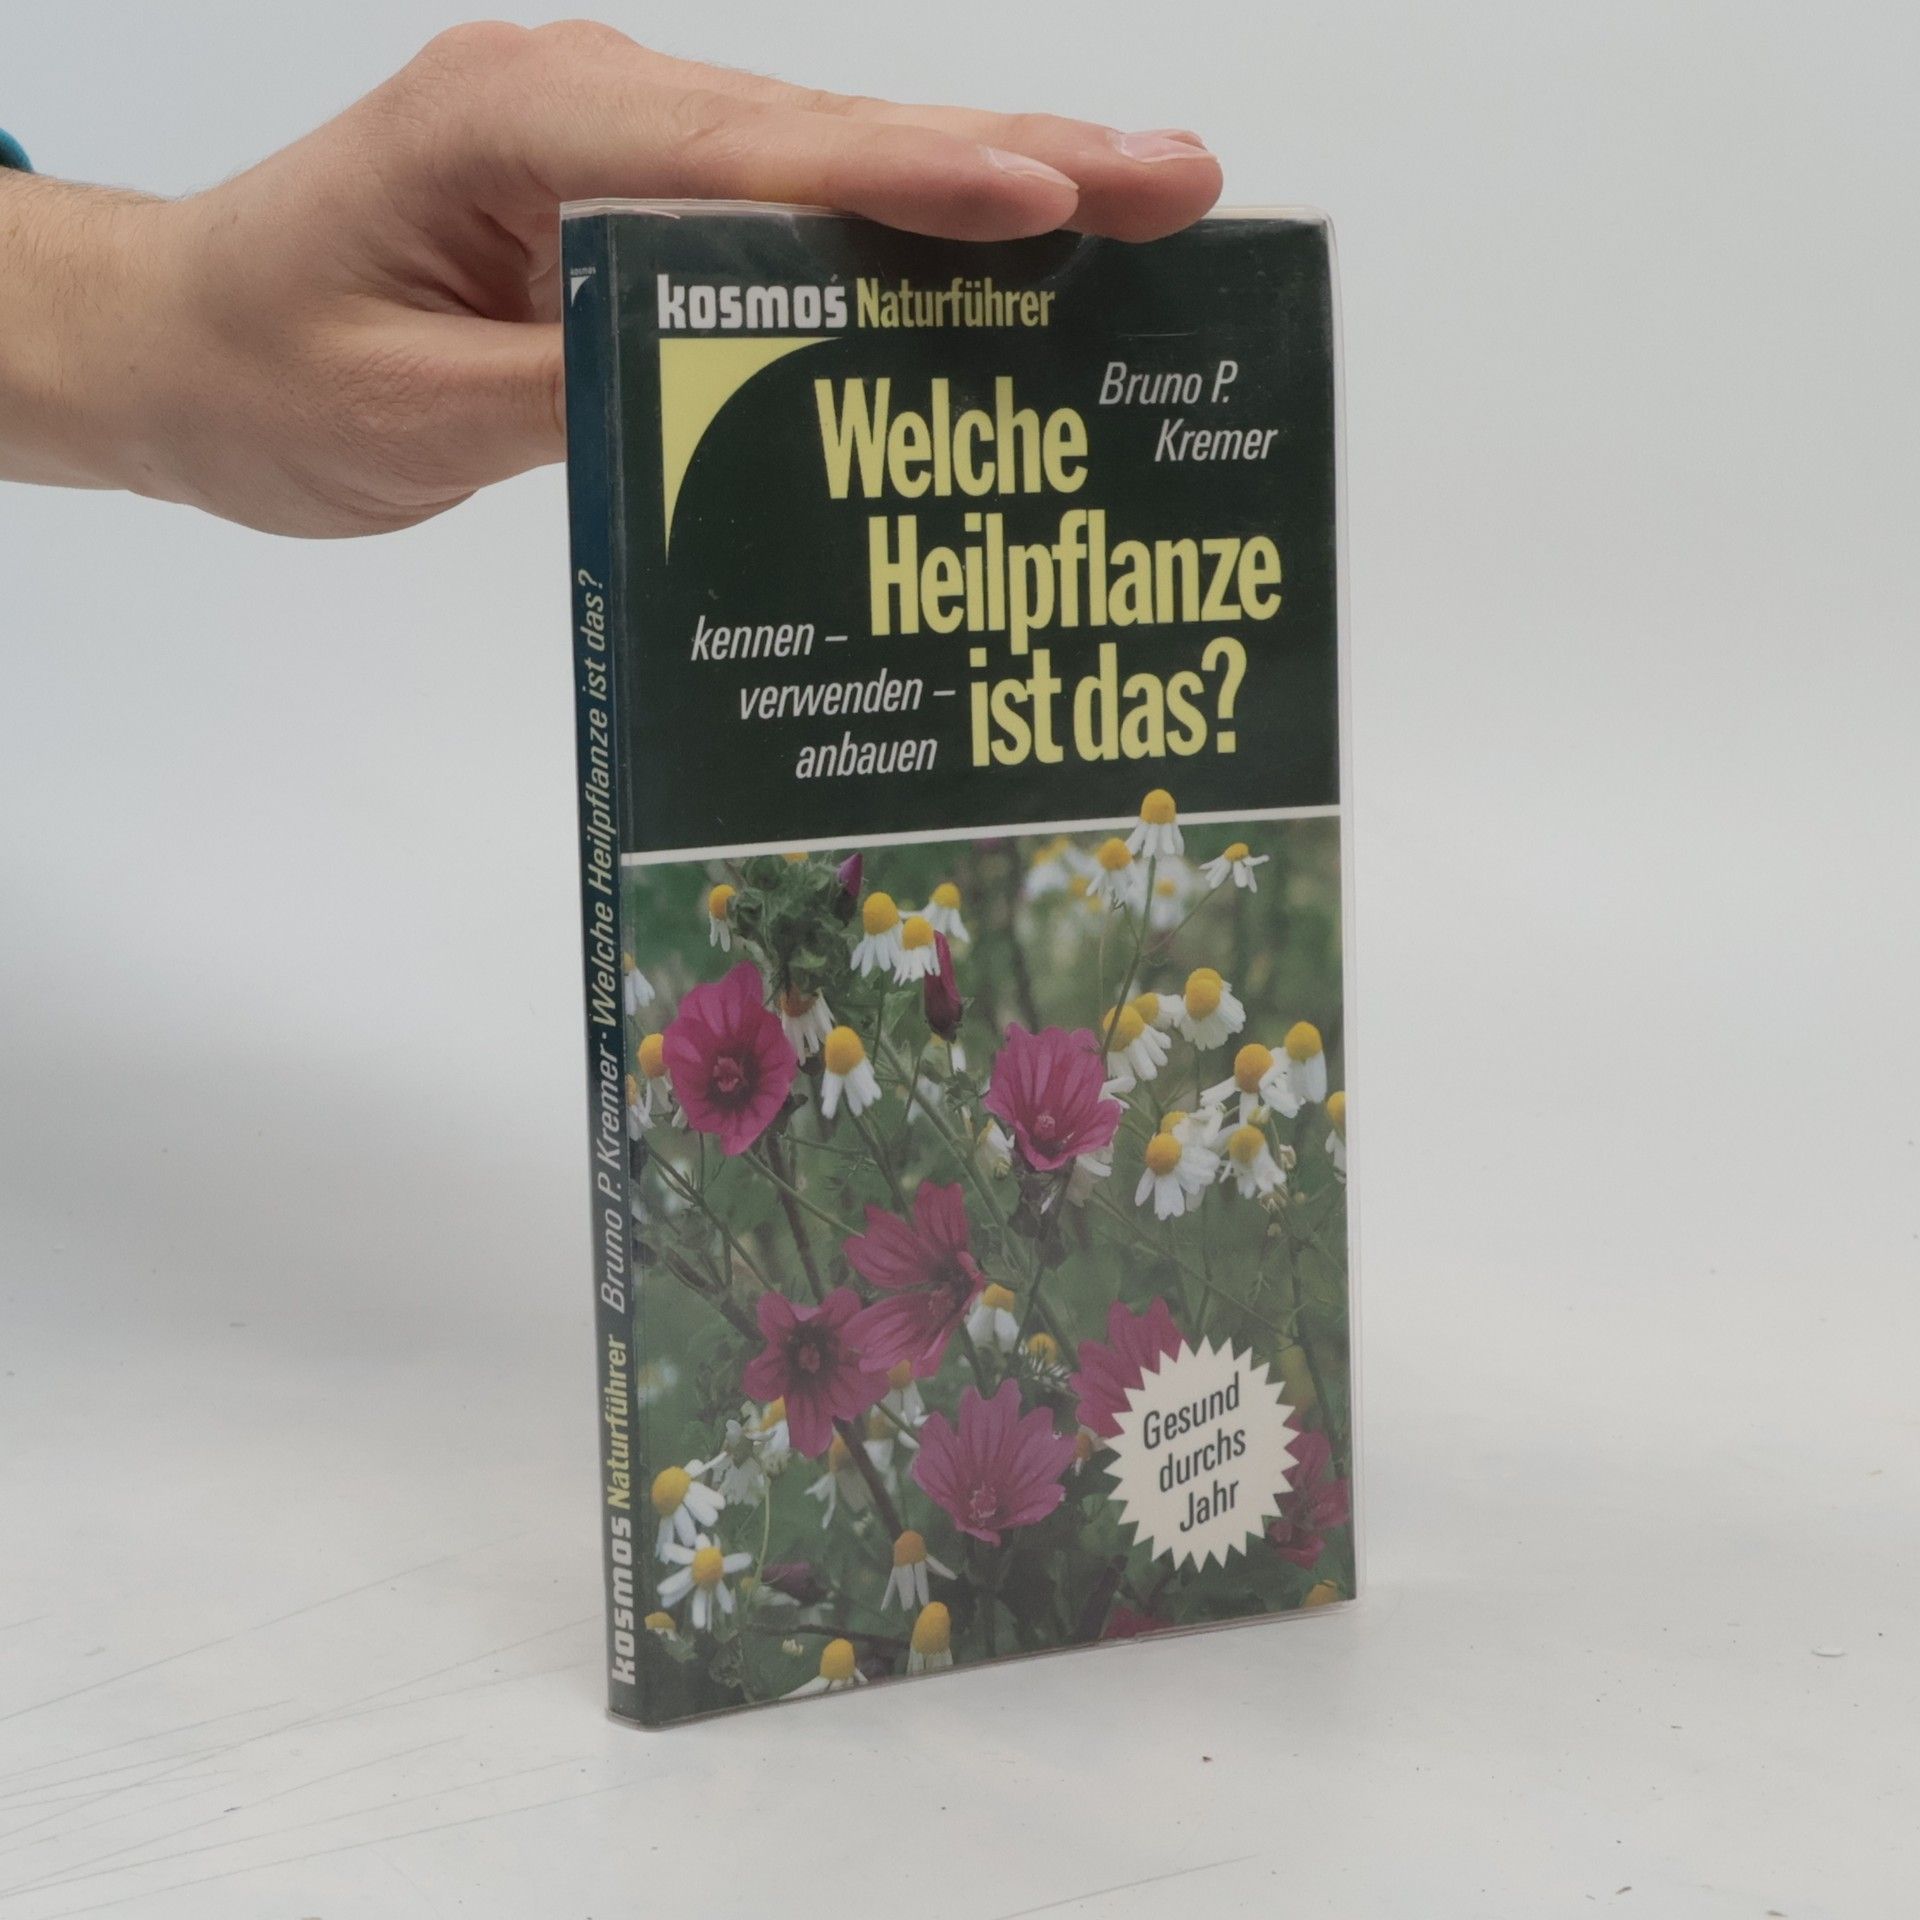 kosmos Naturführer
Bruno P.
Kremer
Welche
Heilpflanze
ist das?
kennen –
verwenden –
anbauen
Gesund
durchs
Jahr
kosmos Naturführer Bruno P. Kremer · Welche Heilpflanze ist das?
kosmos